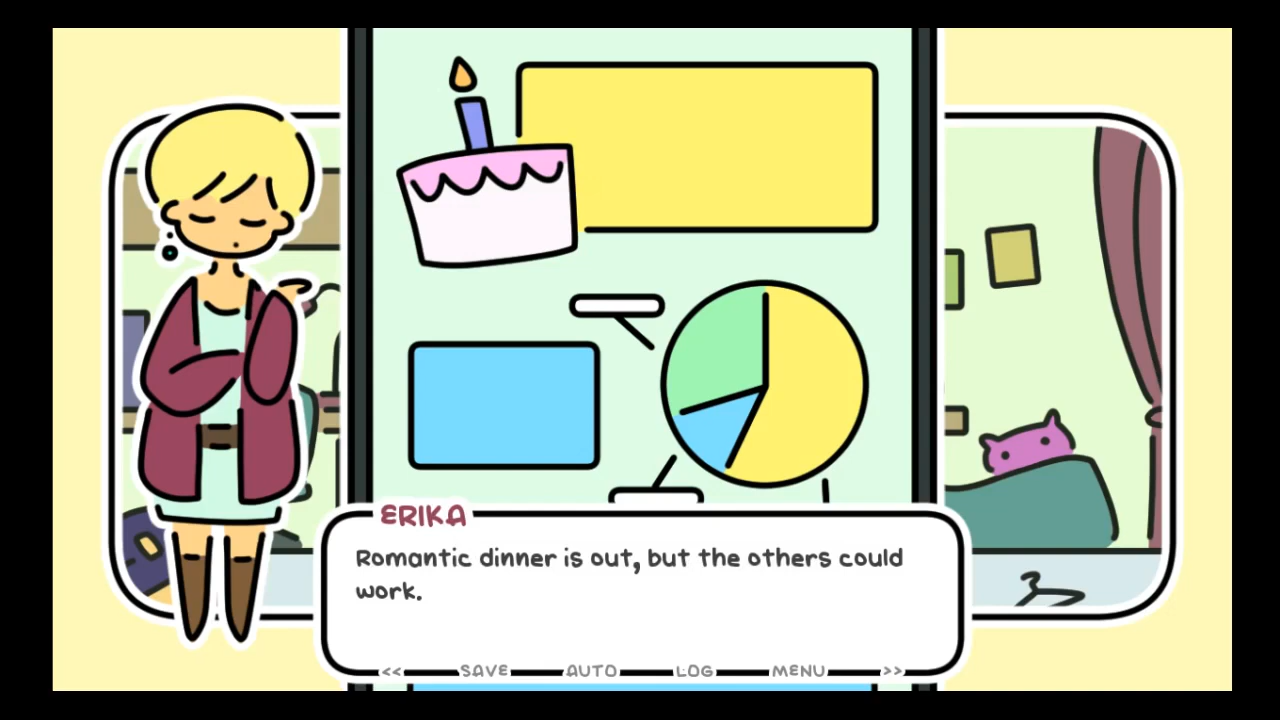 ERIKA
Romantic dinner is out, but the others could
work.
<< SAVE AUTO LOG MENU >>